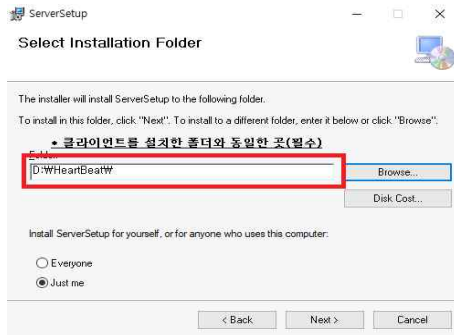 ServerSetup
Select Installation Folder
The installer will install ServerSetup to the following folder.
To install in this folder, click "Next". To install to a different folder, enter it below or click "Browse".
• 클라이언트를 설치한 폴더와 동일한 곳(필수)
D:₩HeartBeat₩
Browse...
Disk Cost...
Install ServerSetup for yourself, or for anyone who uses this computer:
Everyone
Just me
< Back Next > Cancel